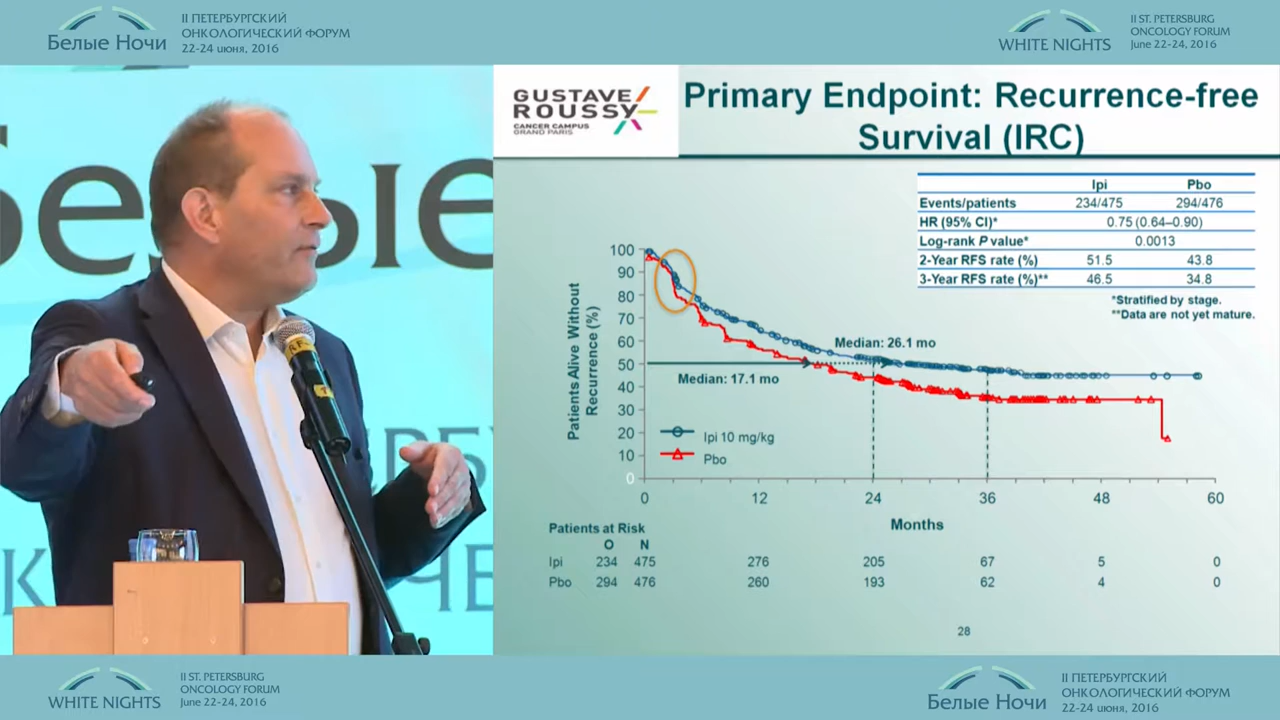 Белые Ночи
II ПЕТЕРБУРГСКИЙ
ОНКОЛОГИЧЕСКИЙ ФОРУМ
22-24 июня, 2016
WHITE NIGHTS
II ST. PETERSBURG
ONCOLOGY FORUM
June 22-24, 2016
GUSTAVE
ROUSSY
CANCER CAMPUS
GRAND PARIS
Primary Endpoint: Recurrence-free
Survival (IRC)
Ipi Pbo
Events/patients 234/475 294/476
HR (95% CI)* 0.75 (0.64–0.90)
Log-rank P value* 0.0013
2-Year RFS rate (%) 51.5 43.8
3-Year RFS rate (%)** 46.5 34.8
*Stratified by stage.
**Data are not yet mature.
Patients Alive Without
Recurrence (%)
100
90
80
70
60
50
40
30
20
10
0
Median: 26.1 mo
Median: 17.1 mo
Ipi 10 mg/kg
Pbo
0 12 24 36 48 60
Months
Patients at Risk
O N
Ipi 234 475 276 205 67 5 0
Pbo 294 476 260 193 62 4 0
28
WHITE NIGHTS
II ST. PETERSBURG
ONCOLOGY FORUM
June 22-24, 2016
Белые Ночи
II ПЕТЕРБУРГСКИЙ
ОНКОЛОГИЧЕСКИЙ ФОРУМ
22-24 июня, 2016